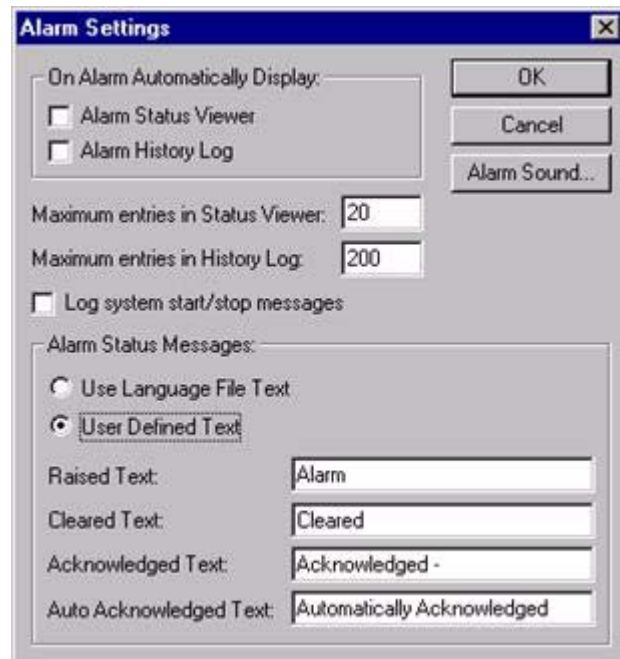 Alarm Settings
On Alarm Automatically Display:
Alarm Status Viewer
Alarm History Log
OK
Cancel
Alarm Sound...
Maximum entries in Status Viewer: 20
Maximum entries in History Log: 200
Log system start/stop messages
Alarm Status Messages:
Use Language File Text
User Defined Text
Raised Text: Alarm
Cleared Text: Cleared
Acknowledged Text: Acknowledged -
Auto Acknowledged Text: Automatically Acknowledged